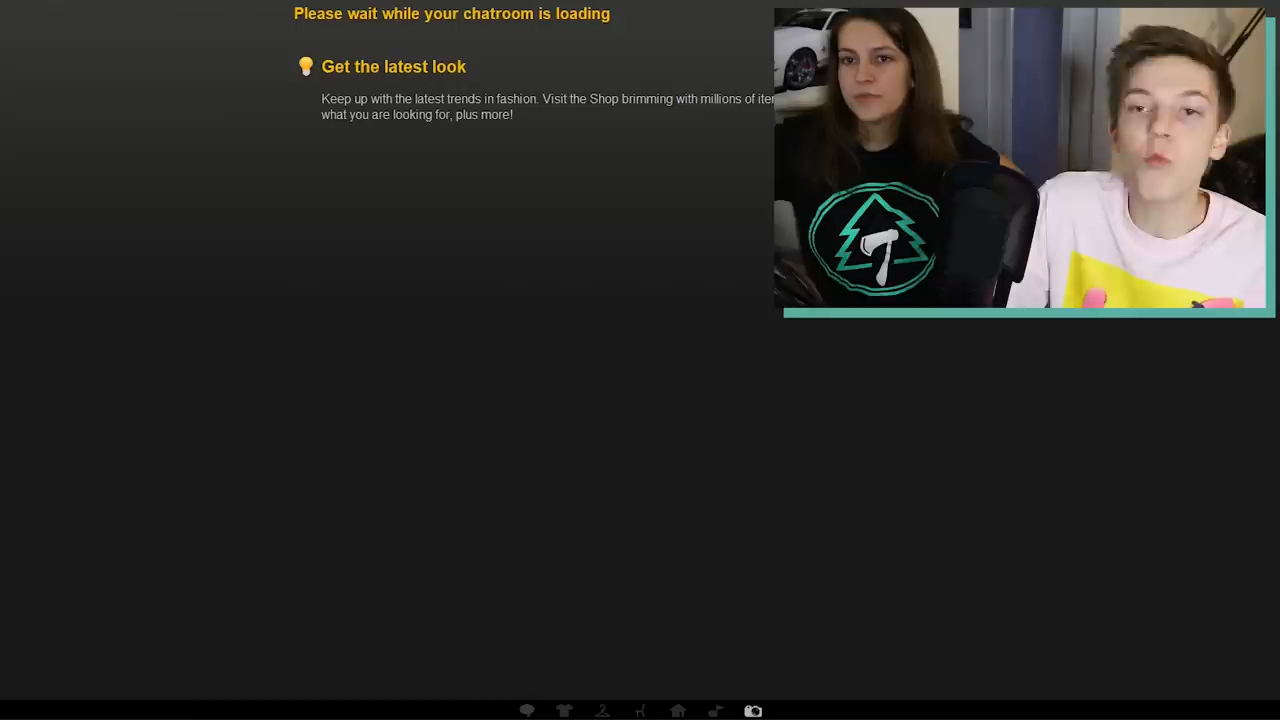 Please wait while your chatroom is loading
Get the latest look
Keep up with the latest trends in fashion. Visit the Shop brimming with millions of
what you are looking for, plus more!